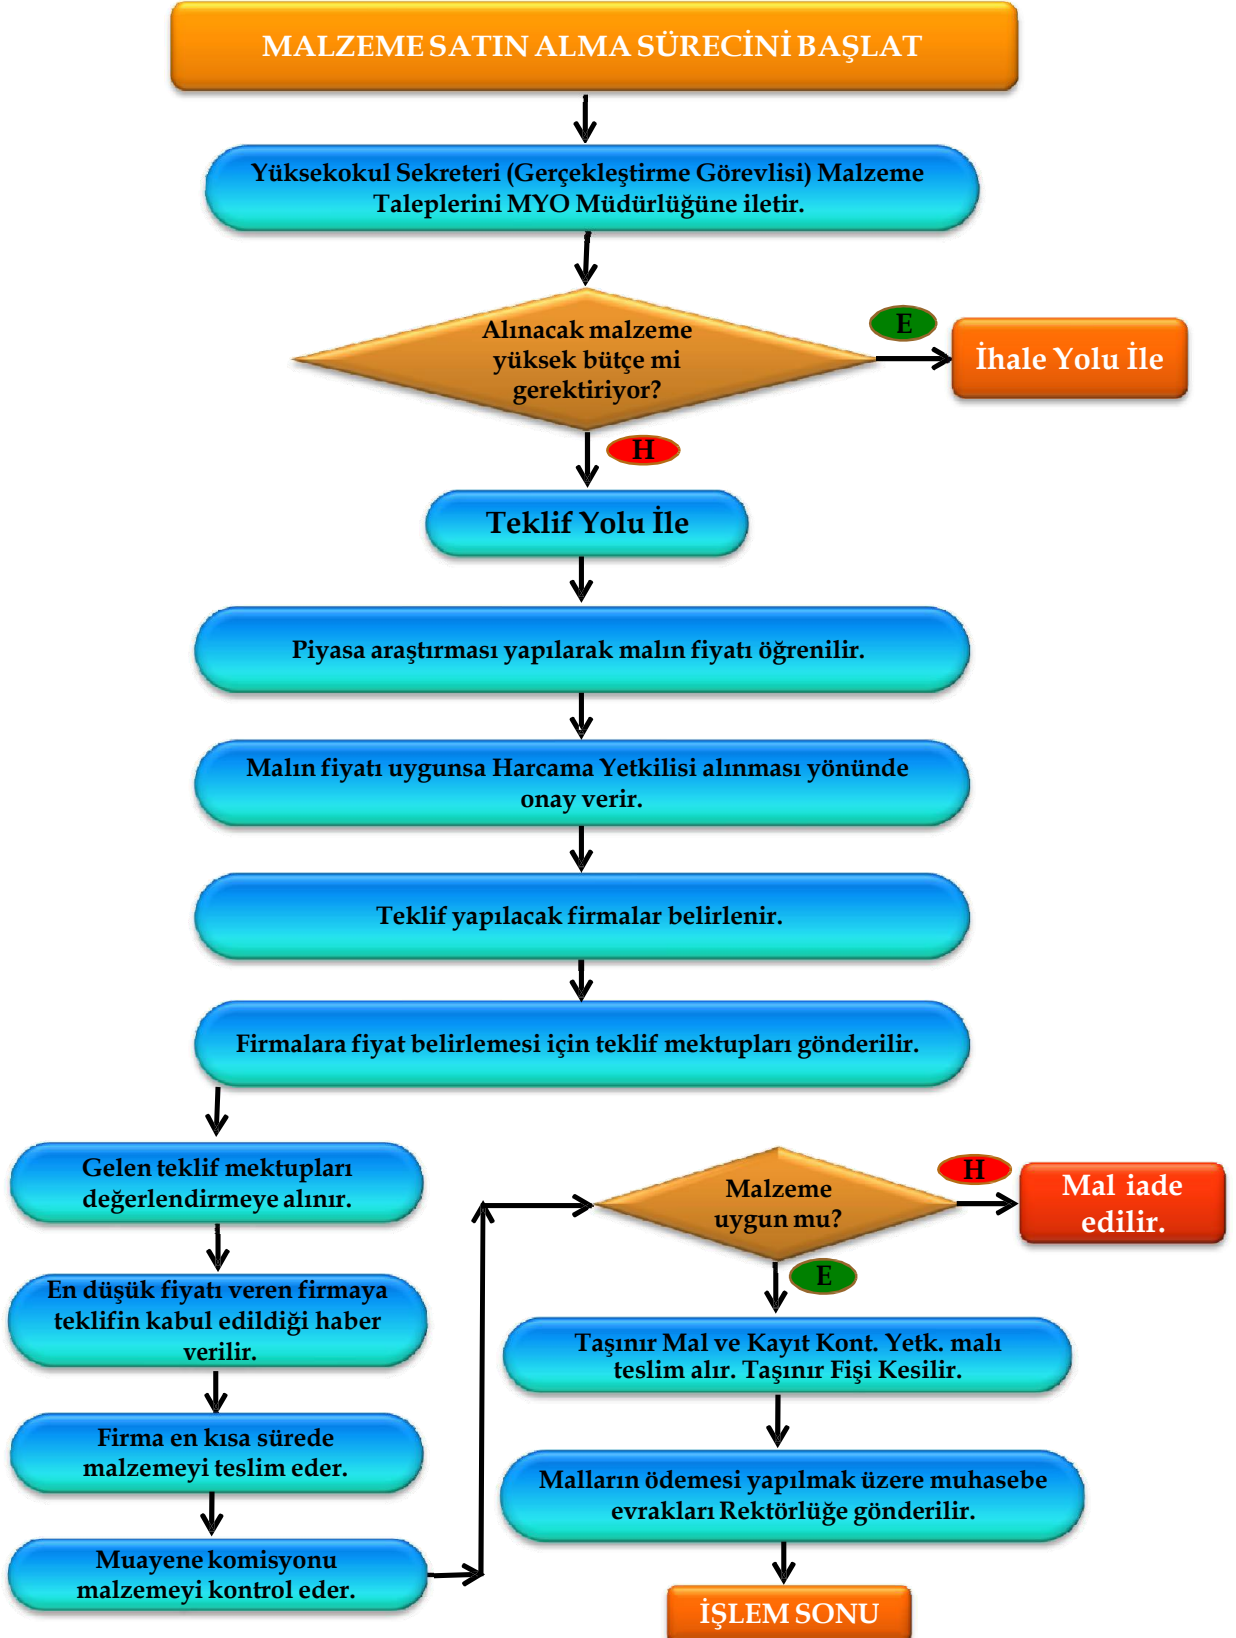 MALZEME SATIN ALMA SÜRECİNİ BAŞLAT
Yüksekokul Sekreteri (Gerçekleştirme Görevlisi) Malzeme
Taleplerini MYO Müdürlüğüne iletir.
Alınacak malzeme
yüksek bütçe mi
gerektiriyor?
E
İhale Yolu İle
H
Teklif Yolu İle
Piyasa araştırması yapılarak malın fiyatı öğrenilir.
Malın fiyatı uygunsa Harcama Yetkilisi alınması yönünde
onay verir.
Teklif yapılacak firmalar belirlenir.
Firmalara fiyat belirlemesi için teklif mektupları gönderilir.
Gelen teklif mektupları
değerlendirmeye alınır.
En düşük fiyatı veren firmaya
teklifin kabul edildiği haber
verilir.
Firma en kısa sürede
malzemeyi teslim eder.
Muayene komisyonu
malzemeyi kontrol eder.
Malzeme
uygun mu?
H
Mal iade
edilir.
E
Taşınır Mal ve Kayıt Kont. Yetk. malı
teslim alır. Taşınır Fişi Kesilir.
Malların ödemesi yapılmak üzere muhasebe
evrakları Rektörlüğe gönderilir.
İŞLEM SONU